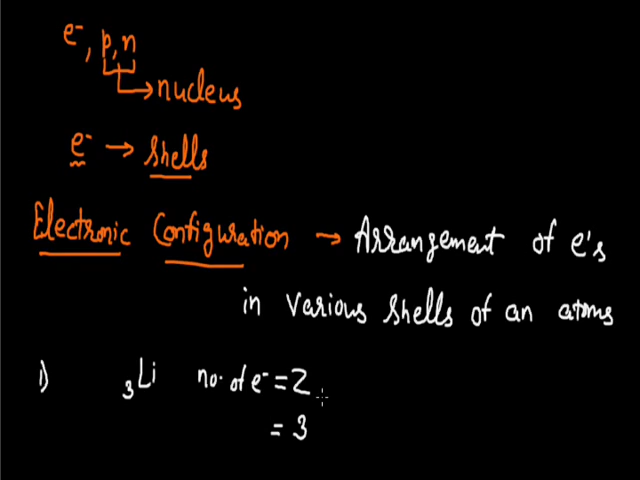 e⁻, p, n
→ nucleus
e⁻ → shells
Electronic Configuration → Arrangement of e's
in various shells of an atoms
1) ₃Li no. of e⁻ = Z
= 3